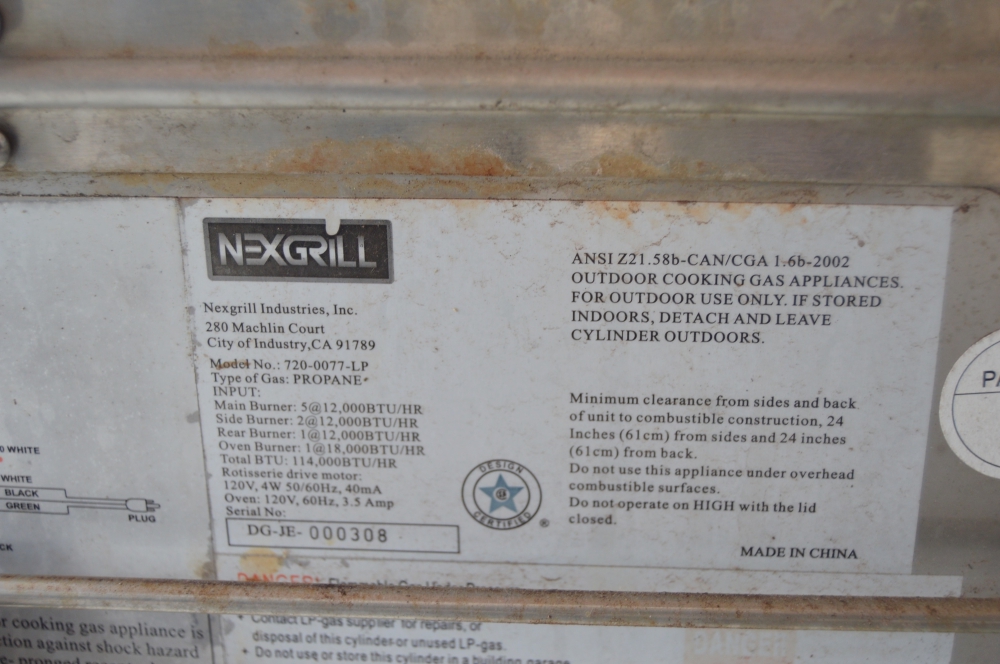 NEXGRILL
Nexgrill Industries, Inc.
280 Machlin Court
City of Industry,CA 91789
Model No.: 720-0077-LP
Type of Gas: PROPANE
INPUT:
Main Burner: 5@12,000BTU/HR
Side Burner: 2@12,000BTU/HR
Rear Burner: 1@12,000BTU/HR
Oven Burner: 1@18,000BTU/HR
Total BTU: 114,000BTU/HR
Rotisserie drive motor:
120V, 4W 50/60Hz, 40mA
Oven: 120V, 60Hz, 3.5 Amp
Serial No:
DG-JE- 000308
DESIGN
CERTIFIED
®
ANSI Z21.58b-CAN/CGA 1.6b-2002
OUTDOOR COOKING GAS APPLIANCES.
FOR OUTDOOR USE ONLY. IF STORED
INDOORS, DETACH AND LEAVE
CYLINDER OUTDOORS.
Minimum clearance from sides and back
of unit to combustible construction, 24
Inches (61cm) from sides and 24 inches
(61cm) from back.
Do not use this appliance under overhead
combustible surfaces.
Do not operate on HIGH with the lid
closed.
MADE IN CHINA
PA
WHITE
WHITE
BLACK
GREEN
PLUG
CK
DANGER!
r cooking gas appliance is
tion against shock hazard
e- pronged
• Contact LP-gas supplier for repairs, or
disposal of this cylinder or unused LP-gas.
• Do not use or store this cylinder in a building garage